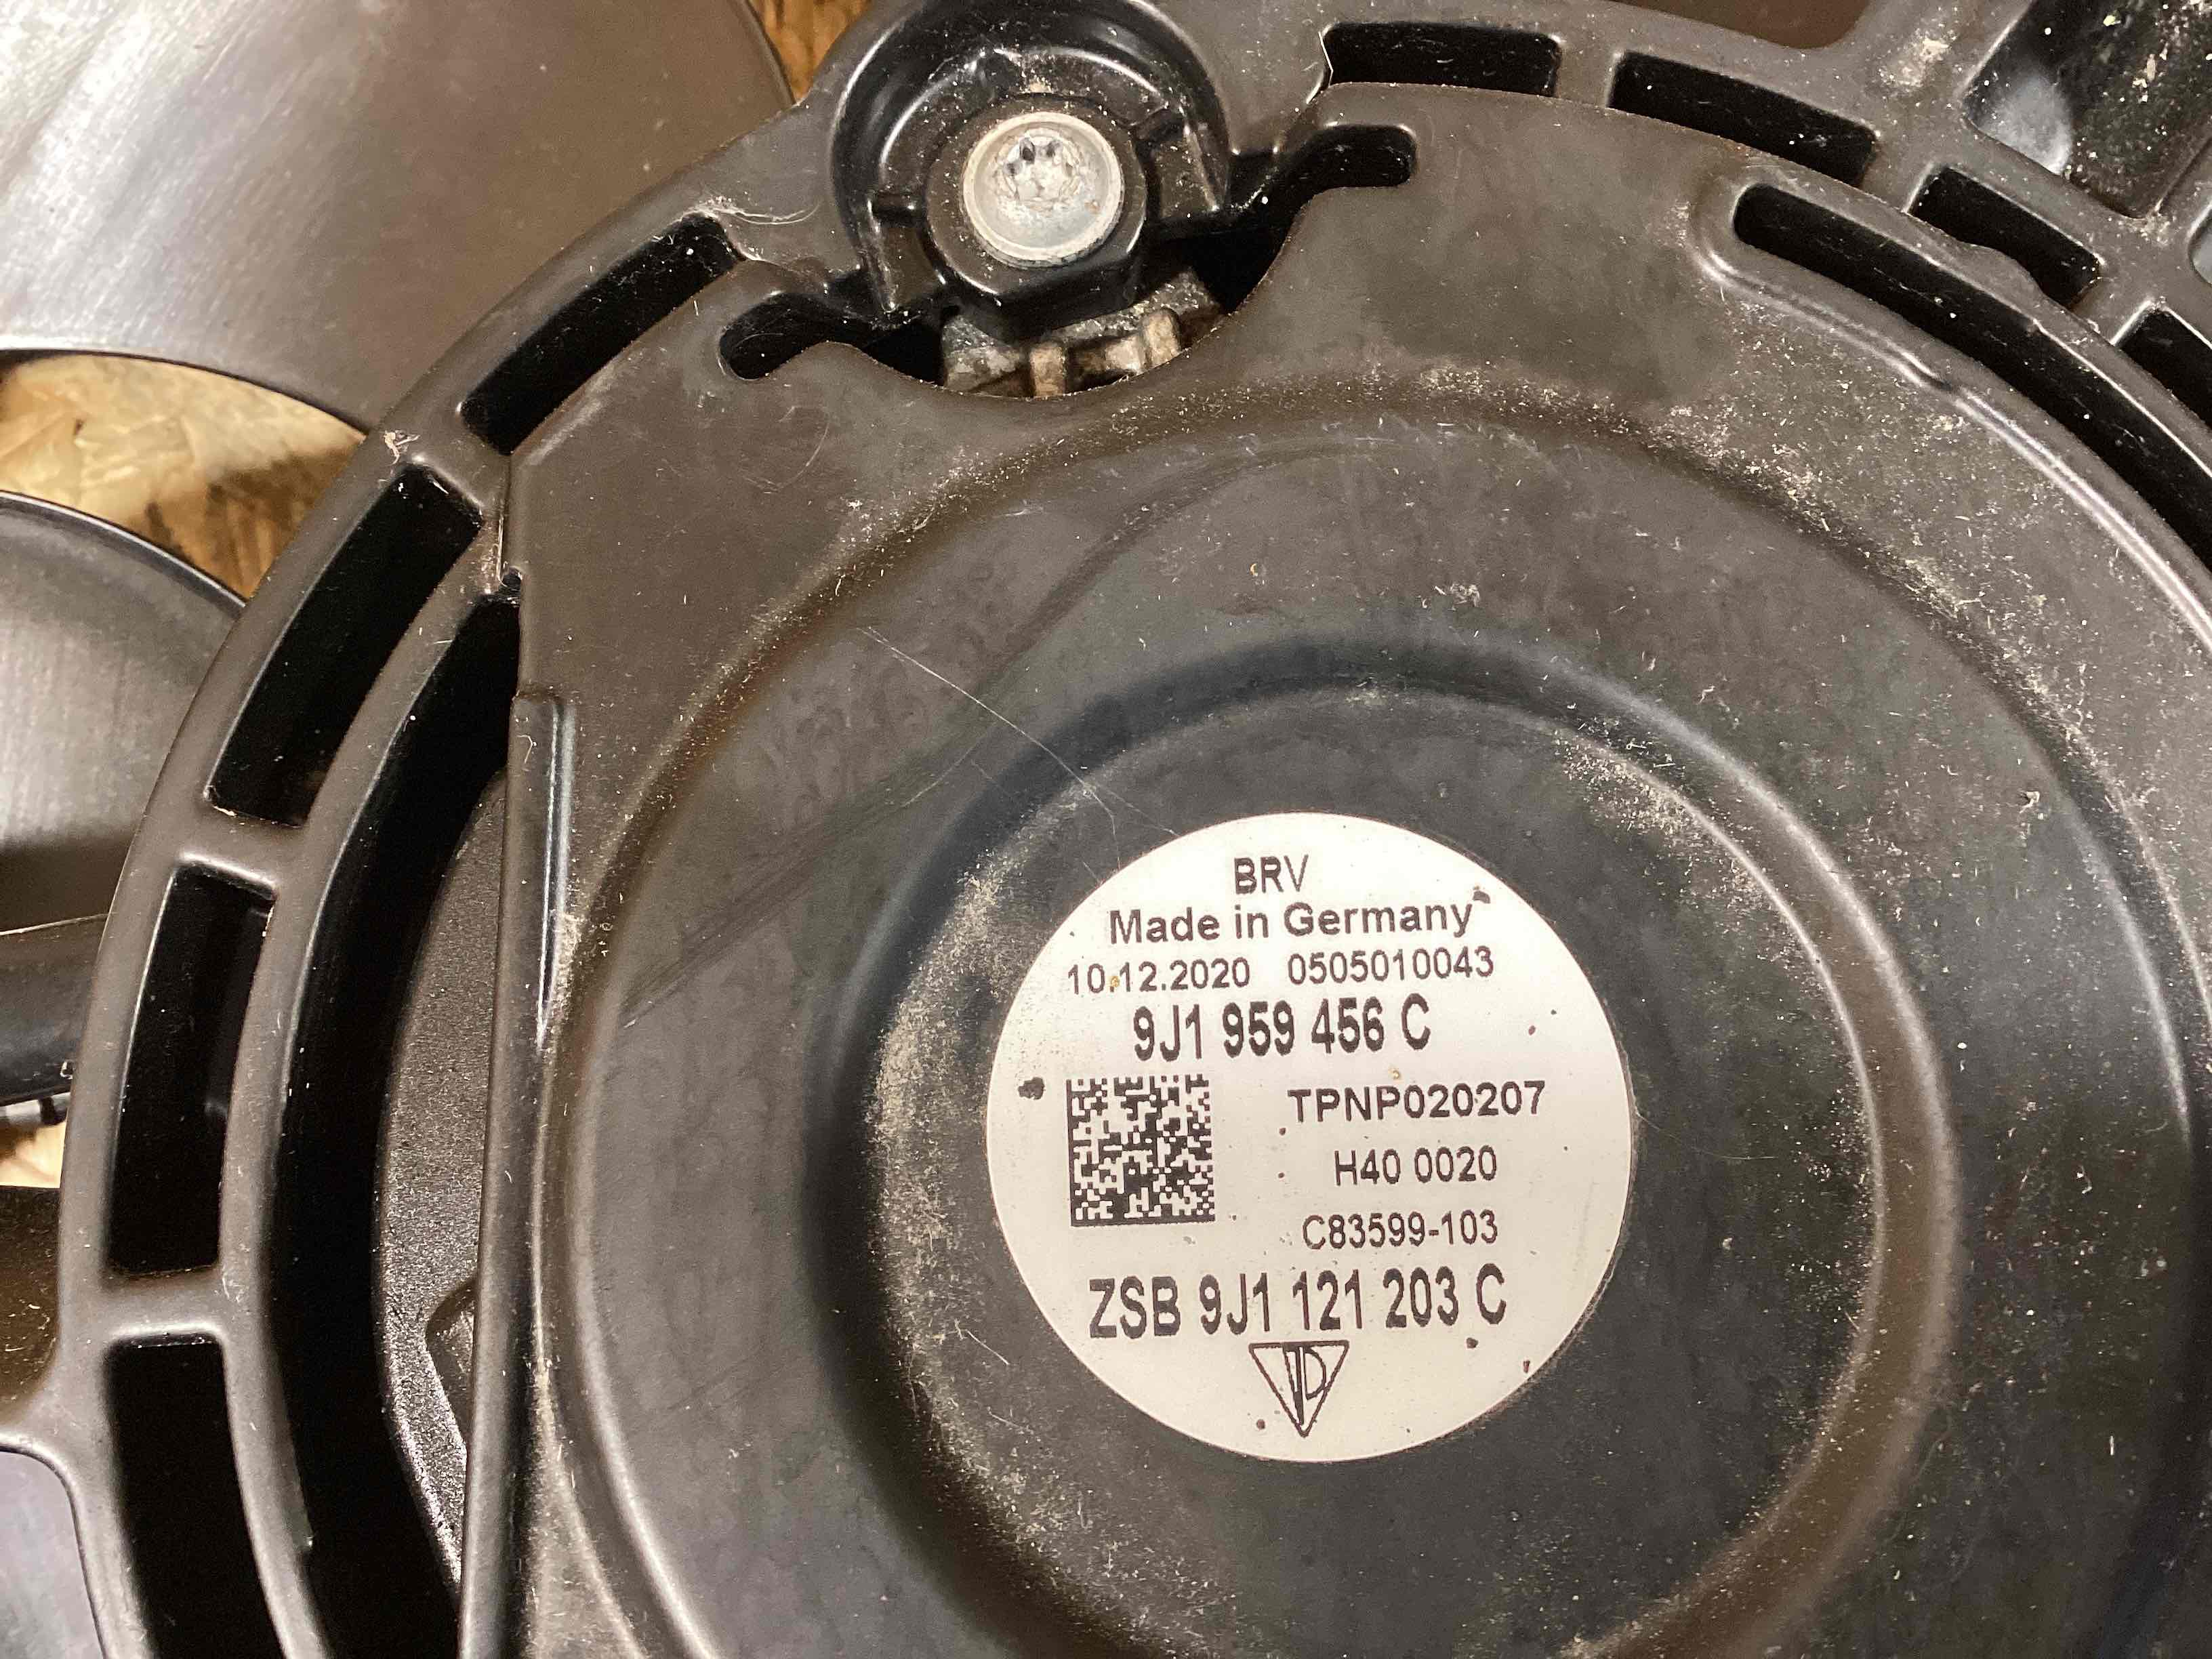 BRV
Made in Germany
10.12.2020 0505010043
9J1 959 456 C
TPNP020207
H40 0020
C83599-103
ZSB 9J1 121 203 C